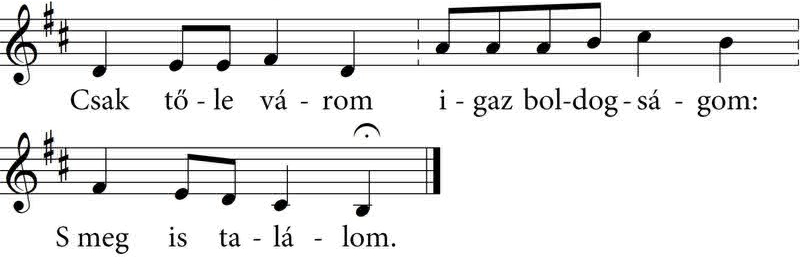 Csak tő - le vá - rom i - gaz bol-dog-sá - gom:
S meg is ta - lá - lom.